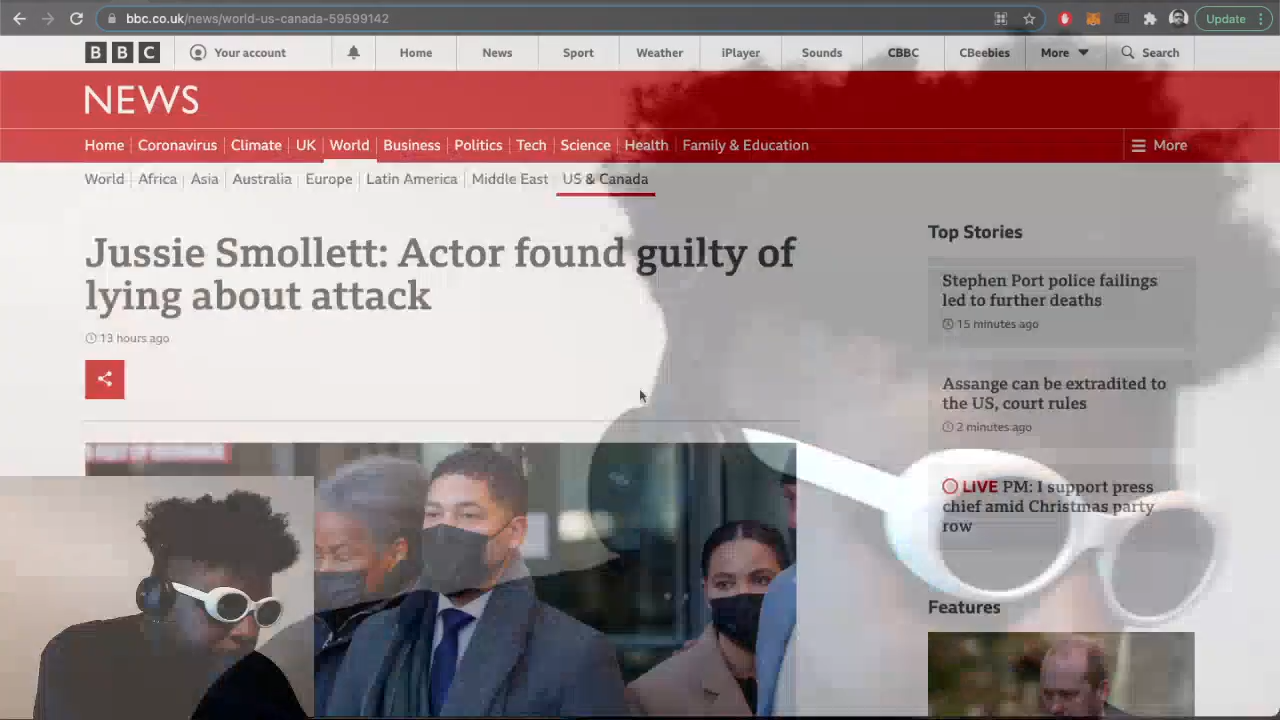 bbc.co.uk/news/world-us-canada-59599142
Update
BBC
Your account
Home
News
Sport
Weather
iPlayer
Sounds
CBBC
CBeebies
More
Search
NEWS
Home
Coronavirus
Climate
UK
World
Business
Politics
Tech
Science
Health
Family & Education
More
World
Africa
Asia
Australia
Europe
Latin America
Middle East
US & Canada
Jussie Smollett: Actor found guilty of
lying about attack
13 hours ago
Top Stories
Stephen Port police failings
led to further deaths
15 minutes ago
Assange can be extradited to
the US, court rules
2 minutes ago
LIVE PM: I support press
chief amid Christmas party
row
Features